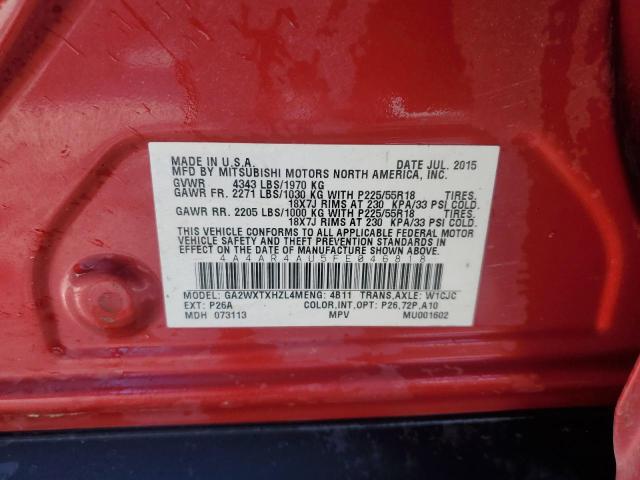 MADE IN U.S.A. DATE JUL. 2015
MFD BY MITSUBISHI MOTORS NORTH AMERICA, INC.
GVWR 4343 LBS/1970 KG
GAWR FR. 2271 LBS/1030 KG WITH P225/55R18 TIRES,
18X7J RIMS AT 230 KPA/33 PSI COLD.
GAWR RR. 2205 LBS/1000 KG WITH P225/55R18 TIRES,
18X7J RIMS AT 230 KPA/33 PSI COLD.
THIS VEHICLE CONFORMS TO ALL APPLICABLE FEDERAL MOTOR
VEHICLE SAFETY AND THEFT PREVENTION STANDARDS IN
EFFECT ON THE DATE OF MANUFACTURE SHOWN ABOVE.
4A4AR4AU5FE046818
MODEL: GA2WXTXHZL4MENG: 4B11 TRANS,AXLE: W1CJC
EXT: P26A COLOR,INT,OPT: P26,72P,A10
MDH 073113 MPV MU001602